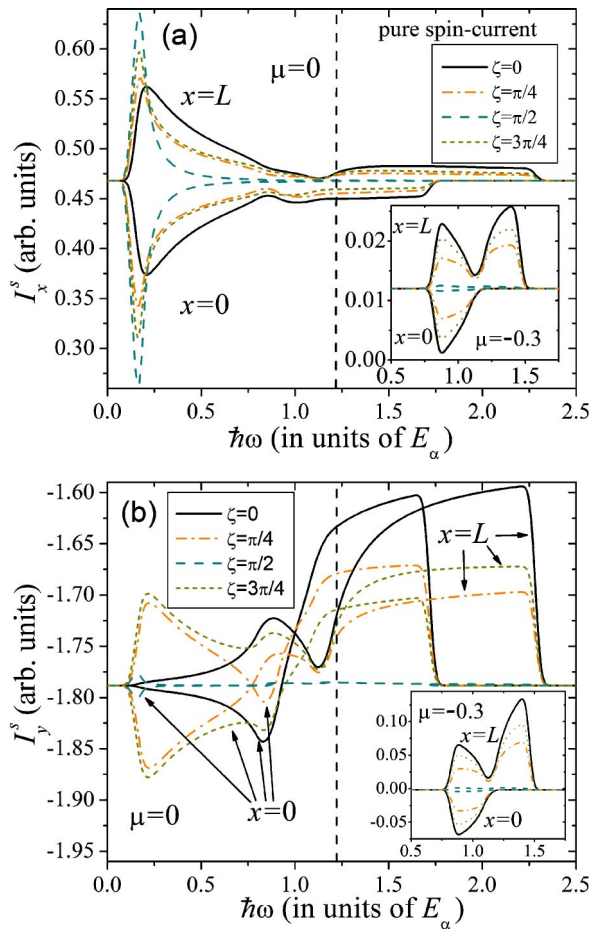 (a)
pure spin-current
μ=0
x=L
ζ=0
ζ=π/4
ζ=π/2
ζ=3π/4
0.60
0.55
0.50
0.45
0.40
0.35
0.30
I_x^s (arb. units)
x=0
x=L
0.02
0.01
0.00
x=0
μ=-0.3
0.5 1.0 1.5
0.0 0.5 1.0 1.5 2.0 2.5
ħω (in units of E_α)
(b)
ζ=0
ζ=π/4
ζ=π/2
ζ=3π/4
x=L
-1.60
-1.65
-1.70
-1.75
-1.80
-1.85
-1.90
-1.95
I_y^s (arb. units)
μ=0
x=0
μ=-0.3
x=L
0.10
0.05
0.00
-0.05
x=0
0.5 1.0 1.5
0.0 0.5 1.0 1.5 2.0 2.5
ħω (in units of E_α)